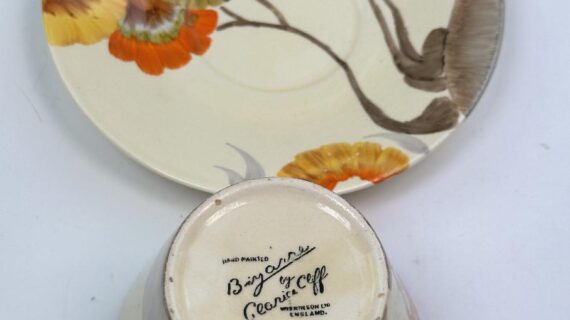 HAND PAINTED
Bizarre
by
Clarice Cliff
WILKINSON LTD
ENGLAND.